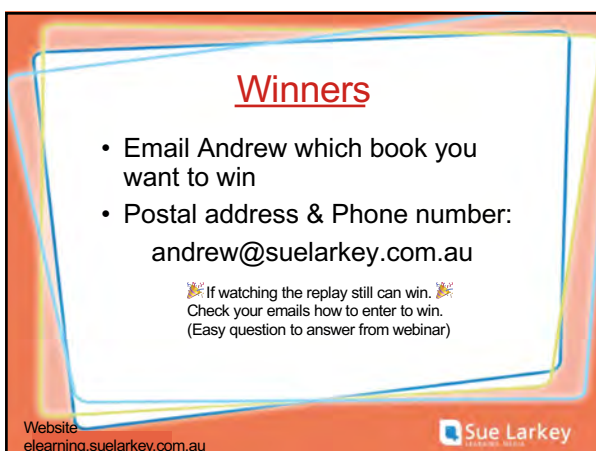 Winners
• Email Andrew which book you
want to win
• Postal address & Phone number:
andrew@suelarkey.com.au
🎉 If watching the replay still can win. 🎉
Check your emails how to enter to win.
(Easy question to answer from webinar)
Website
elearning.suelarkey.com.au
Sue Larkey